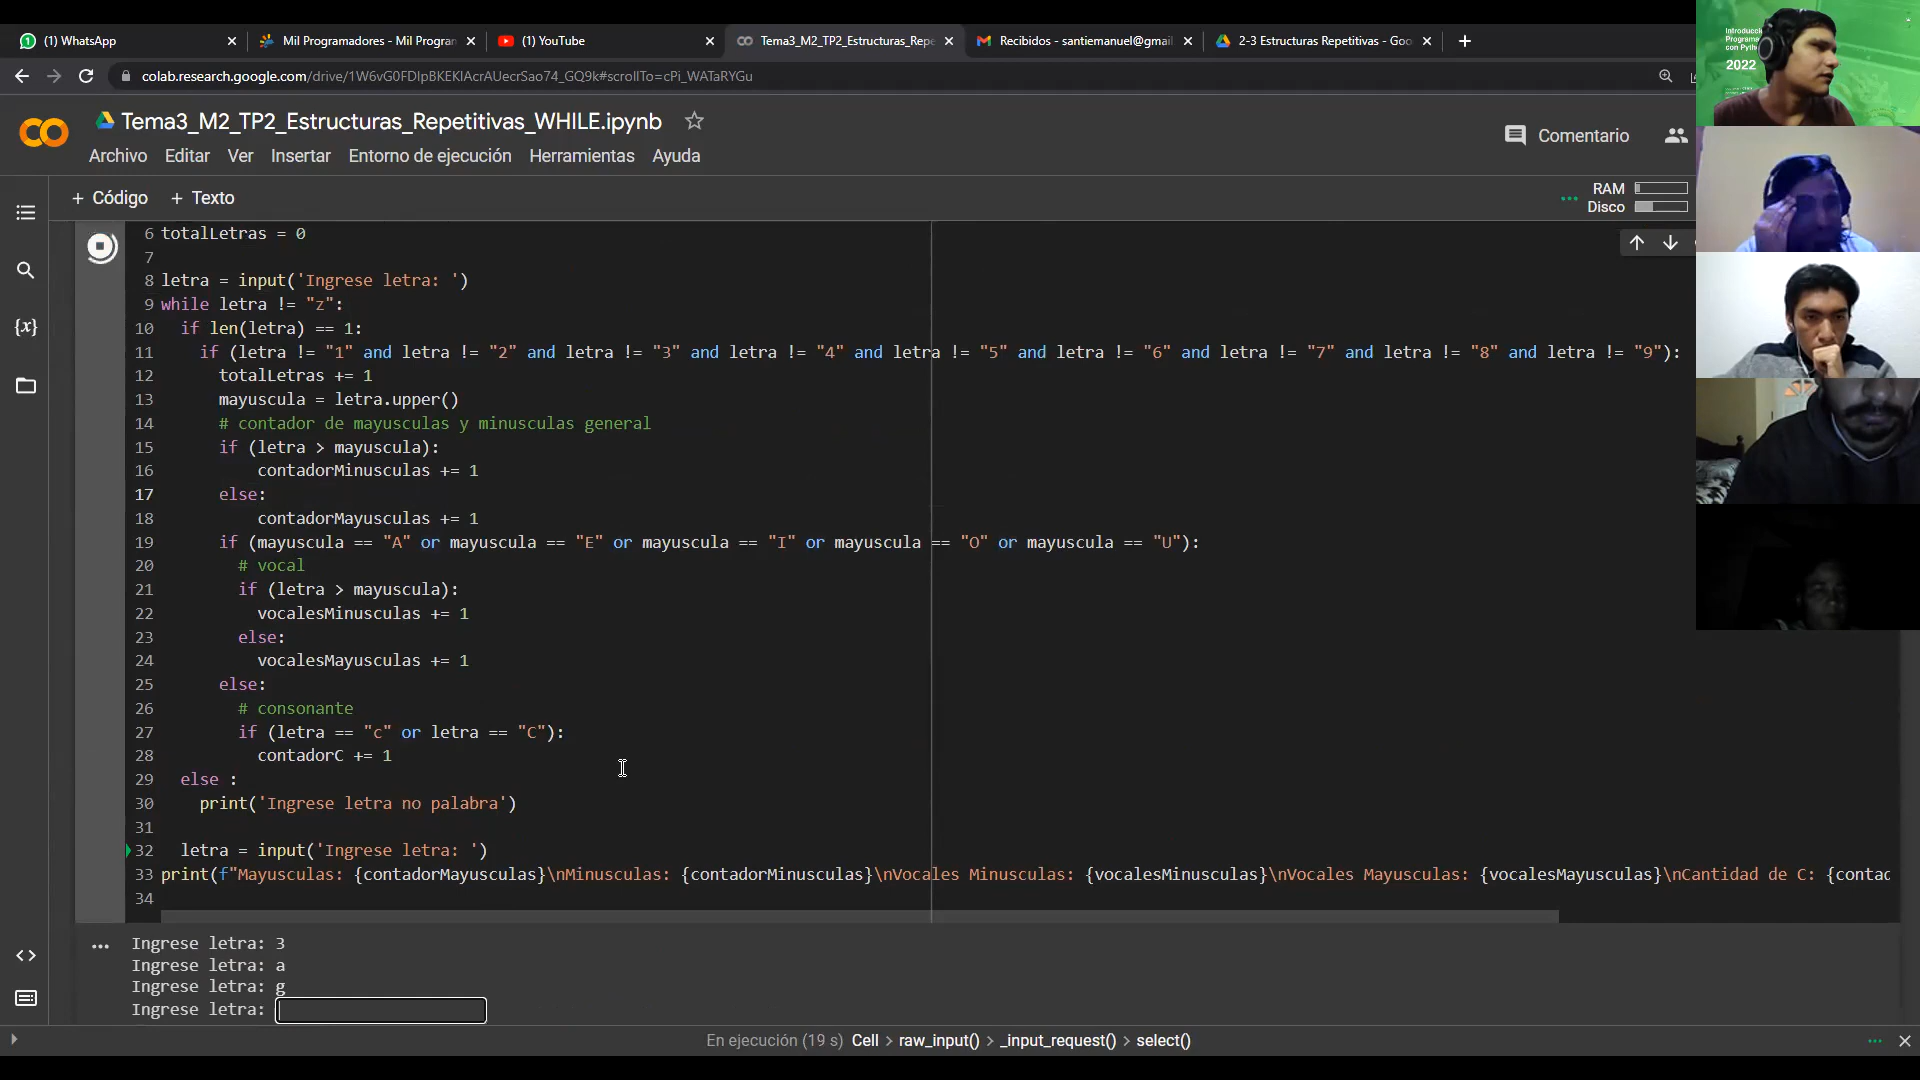 (1) WhatsApp
Mil Programadores - Mil Progran
(1) YouTube
Tema3_M2_TP2_Estructuras_Repe
Recibidos - santiemanuel@gmail
2-3 Estructuras Repetitivas - Goo
colab.research.google.com/drive/1W6vG0FDIpBKEKlAcrAUecrSao74_GQ9k#scrollTo=cPi_WATaRYGu
Introducci
Programa
con Pytho
2022
Tema3_M2_TP2_Estructuras_Repetitivas_WHILE.ipynb
Comentario
Archivo Editar Ver Insertar Entorno de ejecución Herramientas Ayuda
+ Código + Texto
RAM
Disco
6 totalLetras = 0
7
8 letra = input('Ingrese letra: ')
9 while letra != "z":
10 if len(letra) == 1:
11 if (letra != "1" and letra != "2" and letra != "3" and letra != "4" and letra != "5" and letra != "6" and letra != "7" and letra != "8" and letra != "9"):
12 totalLetras += 1
13 mayuscula = letra.upper()
14 # contador de mayusculas y minusculas general
15 if (letra > mayuscula):
16 contadorMinusculas += 1
17 else:
18 contadorMayusculas += 1
19 if (mayuscula == "A" or mayuscula == "E" or mayuscula == "I" or mayuscula == "O" or mayuscula == "U"):
20 # vocal
21 if (letra > mayuscula):
22 vocalesMinusculas += 1
23 else:
24 vocalesMayusculas += 1
25 else:
26 # consonante
27 if (letra == "c" or letra == "C"):
28 contadorC += 1
29 else :
30 print('Ingrese letra no palabra')
31
32 letra = input('Ingrese letra: ')
33 print(f"Mayusculas: {contadorMayusculas}\nMinusculas: {contadorMinusculas}\nVocales Minusculas: {vocalesMinusculas}\nVocales Mayusculas: {vocalesMayusculas}\nCantidad de C: {contad
34
Ingrese letra: 3
Ingrese letra: a
Ingrese letra: g
Ingrese letra:
En ejecución (19 s) Cell > raw_input() > _input_request() > select()